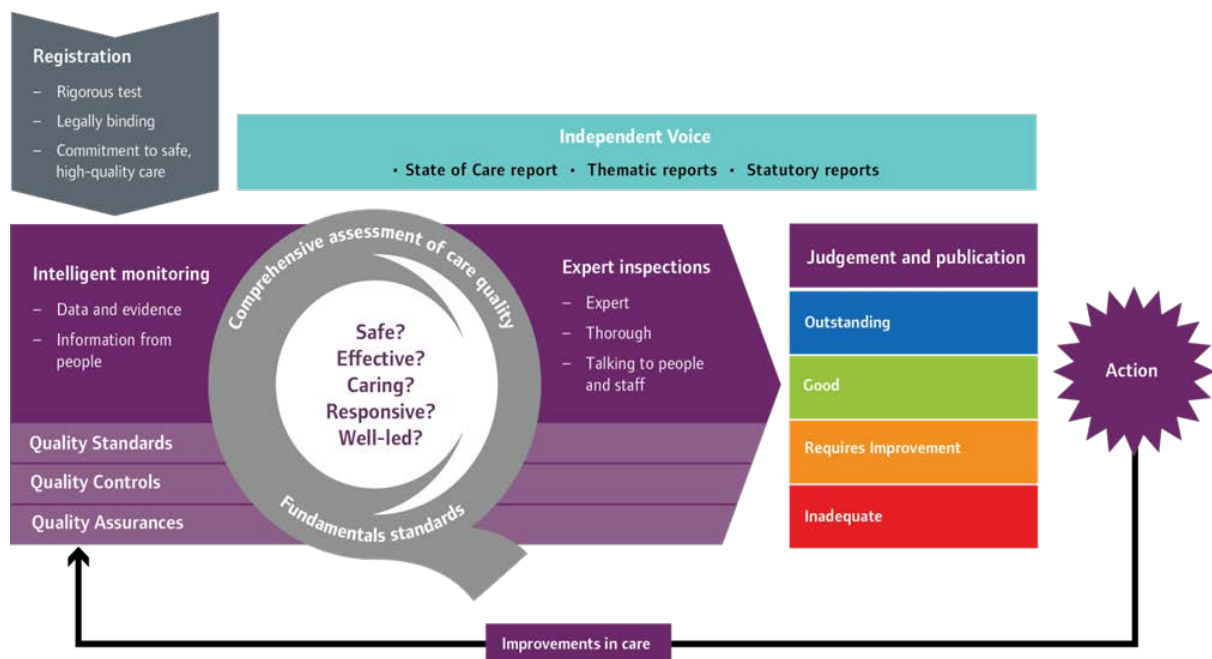 Registration
– Rigorous test
– Legally binding
– Commitment to safe,
high-quality care
Independent Voice
• State of Care report • Thematic reports • Statutory reports
Intelligent monitoring
– Data and evidence
– Information from
people
Comprehensive assessment of care quality
Safe?
Effective?
Caring?
Responsive?
Well-led?
Fundamentals standards
Expert inspections
– Expert
– Thorough
– Talking to people
and staff
Quality Standards
Quality Controls
Quality Assurances
Judgement and publication
Outstanding
Good
Requires Improvement
Inadequate
Action
Improvements in care